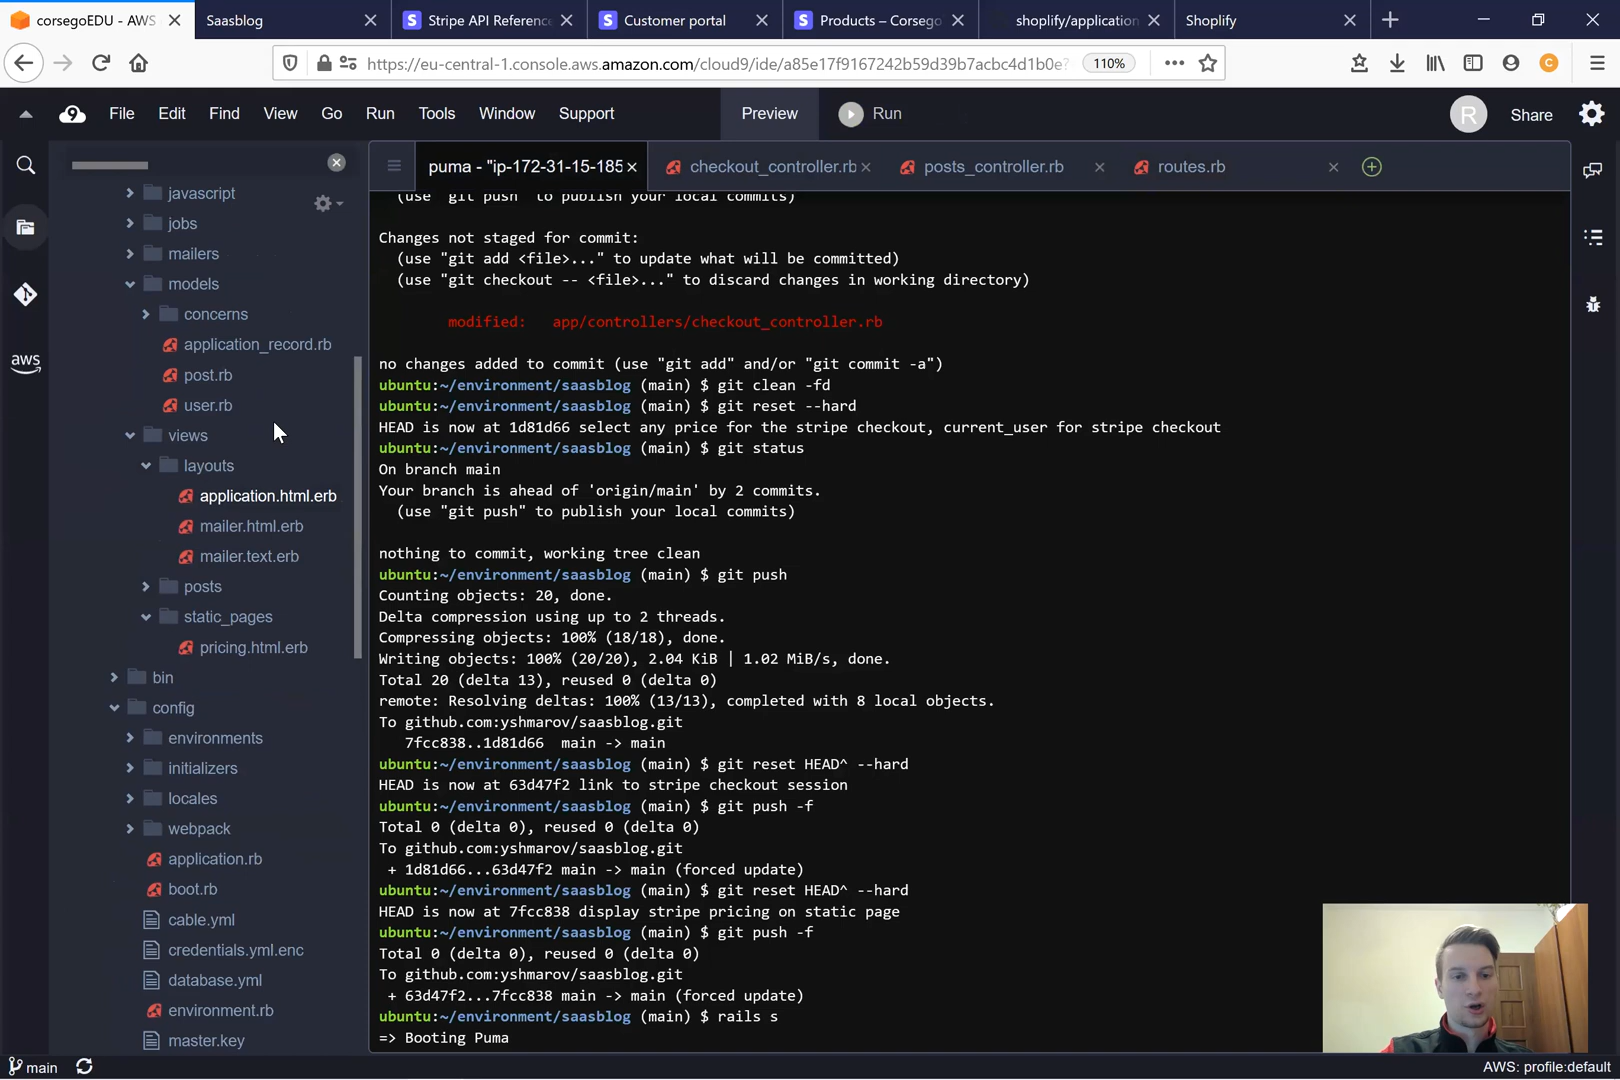 corsegoEDU - AWS
Saasblog
Stripe API Reference
Customer portal
Products – Corsego
shoplify/application
Shoplify
https://eu-central-1.console.aws.amazon.com/cloud9/ide/a85e17f9167242b59d39b7acbc4d1b0e?
110%
C
File Edit Find View Go Run Tools Window Support
Preview
Run
R
Share
aws
javascript
jobs
mailers
models
concerns
application_record.rb
post.rb
user.rb
views
layouts
application.html.erb
mailer.html.erb
mailer.text.erb
posts
static_pages
pricing.html.erb
bin
config
environments
initializers
locales
webpack
application.rb
boot.rb
cable.yml
credentials.yml.enc
database.yml
environment.rb
master.key
puma - "ip-172-31-15-185
checkout_controller.rb
posts_controller.rb
routes.rb
(use "git push" to publish your local commits)
Changes not staged for commit:
(use "git add <file>..." to update what will be committed)
(use "git checkout -- <file>..." to discard changes in working directory)
modified: app/controllers/checkout_controller.rb
no changes added to commit (use "git add" and/or "git commit -a")
ubuntu:~/environment/saasblog (main) $ git clean -fd
ubuntu:~/environment/saasblog (main) $ git reset --hard
HEAD is now at 1d81d66 select any price for the stripe checkout, current_user for stripe checkout
ubuntu:~/environment/saasblog (main) $ git status
On branch main
Your branch is ahead of 'origin/main' by 2 commits.
(use "git push" to publish your local commits)
nothing to commit, working tree clean
ubuntu:~/environment/saasblog (main) $ git push
Counting objects: 20, done.
Delta compression using up to 2 threads.
Compressing objects: 100% (18/18), done.
Writing objects: 100% (20/20), 2.04 KiB | 1.02 MiB/s, done.
Total 20 (delta 13), reused 0 (delta 0)
remote: Resolving deltas: 100% (13/13), completed with 8 local objects.
To github.com:yshmarov/saasblog.git
7fcc838..1d81d66 main -> main
ubuntu:~/environment/saasblog (main) $ git reset HEAD^ --hard
HEAD is now at 63d47f2 link to stripe checkout session
ubuntu:~/environment/saasblog (main) $ git push -f
Total 0 (delta 0), reused 0 (delta 0)
To github.com:yshmarov/saasblog.git
+ 1d81d66...63d47f2 main -> main (forced update)
ubuntu:~/environment/saasblog (main) $ git reset HEAD^ --hard
HEAD is now at 7fcc838 display stripe pricing on static page
ubuntu:~/environment/saasblog (main) $ git push -f
Total 0 (delta 0), reused 0 (delta 0)
To github.com:yshmarov/saasblog.git
+ 63d47f2...7fcc838 main -> main (forced update)
ubuntu:~/environment/saasblog (main) $ rails s
=> Booting Puma
main
AWS: profile:default